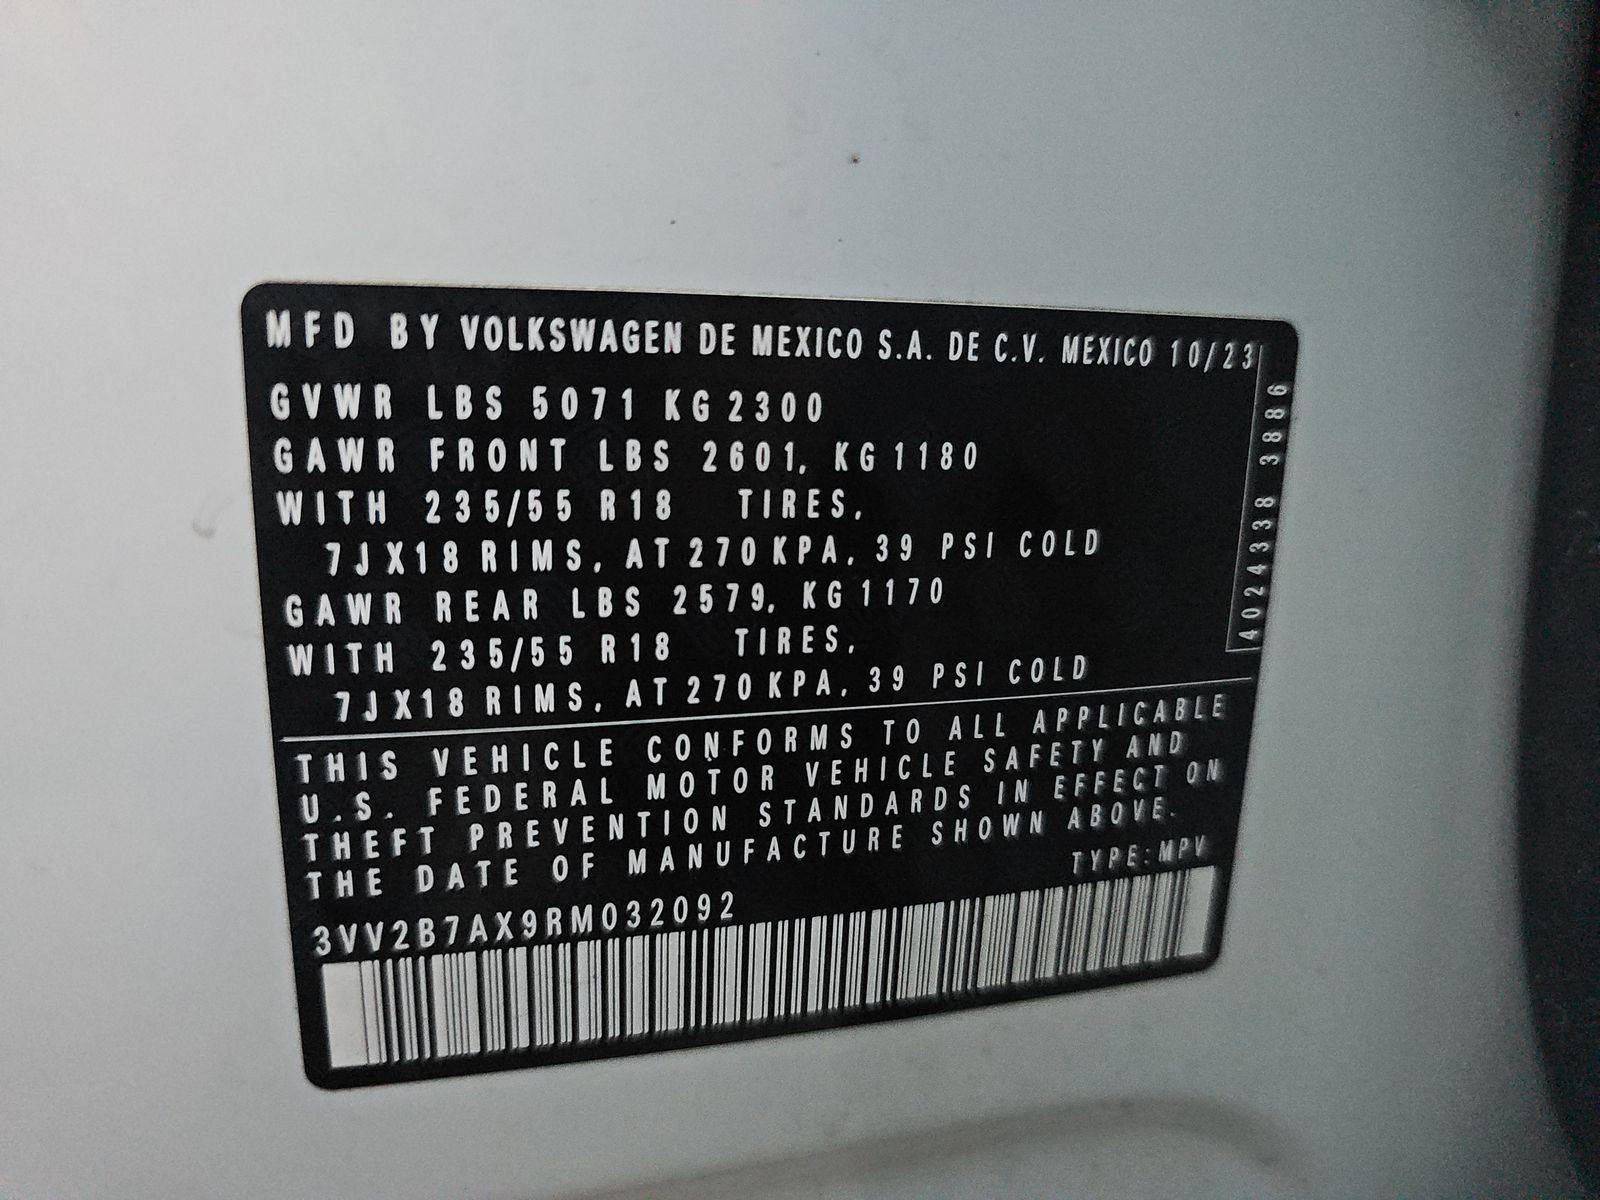 MFD BY VOLKSWAGEN DE MEXICO S.A. DE C.V. MEXICO 10/23
GVWR LBS 5071 KG 2300
GAWR FRONT LBS 2601, KG 1180
WITH 235/55 R18 TIRES,
7JX18 RIMS, AT 270 KPA, 39 PSI COLD
GAWR REAR LBS 2579, KG 1170
WITH 235/55 R18 TIRES,
7JX18 RIMS, AT 270 KPA, 39 PSI COLD
4024338 3886
THIS VEHICLE CONFORMS TO ALL APPLICABLE
U.S. FEDERAL MOTOR VEHICLE SAFETY AND
THEFT PREVENTION STANDARDS IN EFFECT ON
THE DATE OF MANUFACTURE SHOWN ABOVE.
TYPE:MPV
3VV2B7AX9RM032092